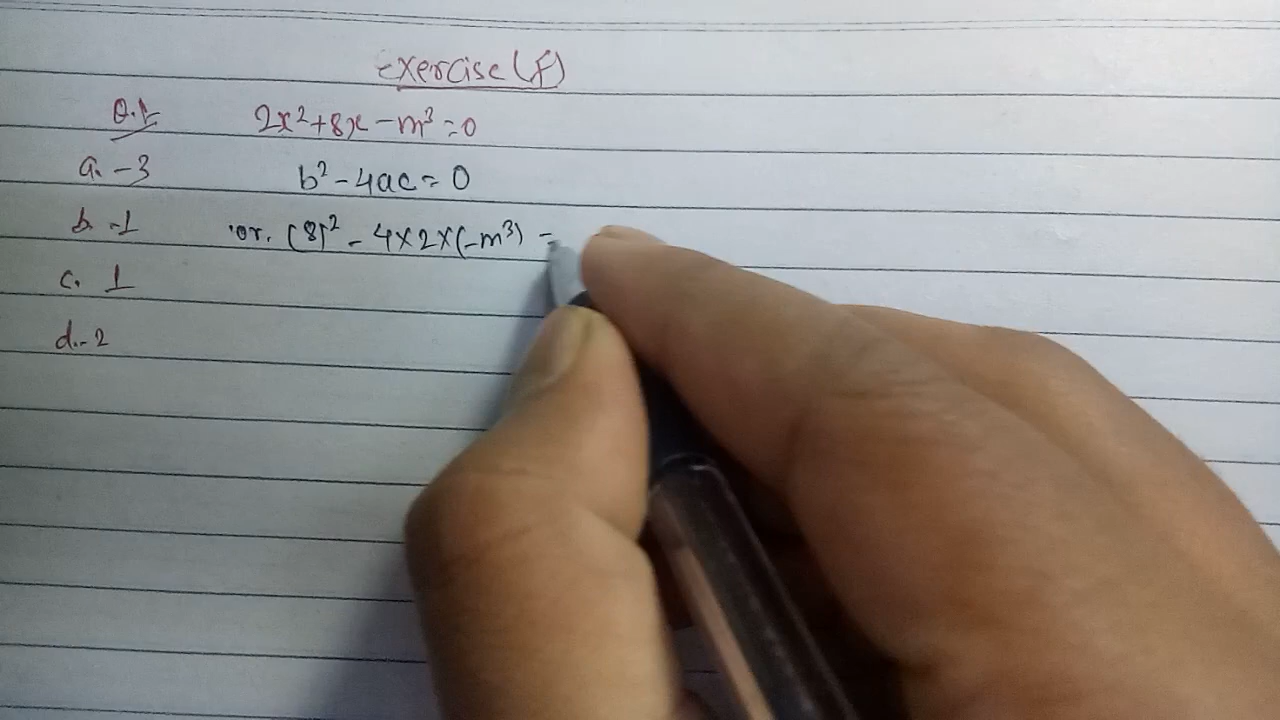 exercise (f)
Q.1- 2x²+8x-m³=0
a. -3 b²-4ac=0
b. -1 or, (8)² - 4×2×(-m³) =
c. 1
d. -2